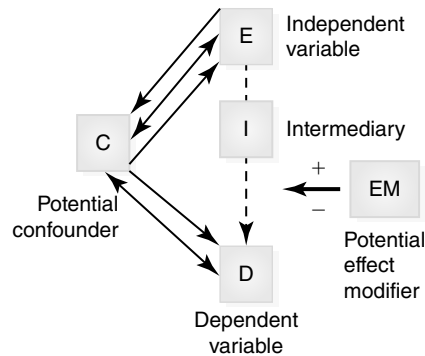 E
Independent
variable
I
Intermediary
C
Potential
confounder
+
−
EM
Potential
effect
modifier
D
Dependent
variable